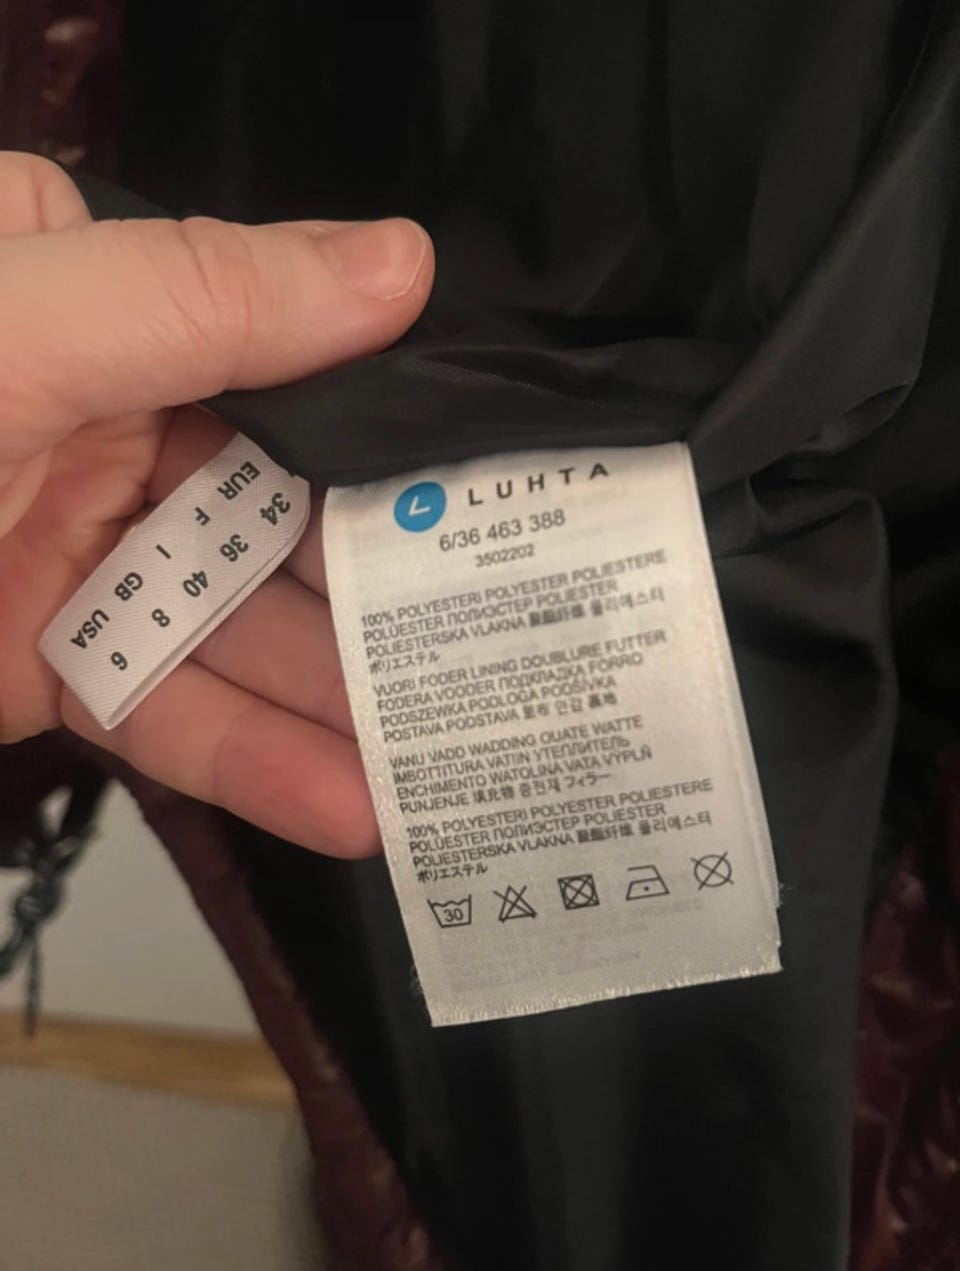 EUR 34
F 36
I 40
GB 8
USA 6
L LUHTA
6/36 463 388
3502202
100% POLYESTERI POLYESTER POLIESTERE
POLÜESTER ПОЛИЭСТЕР POLIESTER
POLIESTERSKA VLAKNA 聚酯纤维 폴리에스터
ポリエステル
VUORI FODER LINING DOUBLURE FUTTER
FODERA VOODER ПОДКЛАДКА FORRO
PODSZEWKA PODLOGA PODŠÍVKA
POSTAVA PODSTAVA 里布 안감 裏地
VANU VADD WADDING OUATE WATTE
IMBOTTITURA VATIIN УТЕПЛИТЕЛЬ
ENCHIMENTO WATOLINA VATA VÝPLŇ
PUNJENJE 填充物 충전재 フィラー
100% POLYESTERI POLYESTER POLIESTERE
POLÜESTER ПОЛИЭСТЕР POLIESTER
POLIESTERSKA VLAKNA 聚酯纤维 폴리에스터
ポリエステル
30